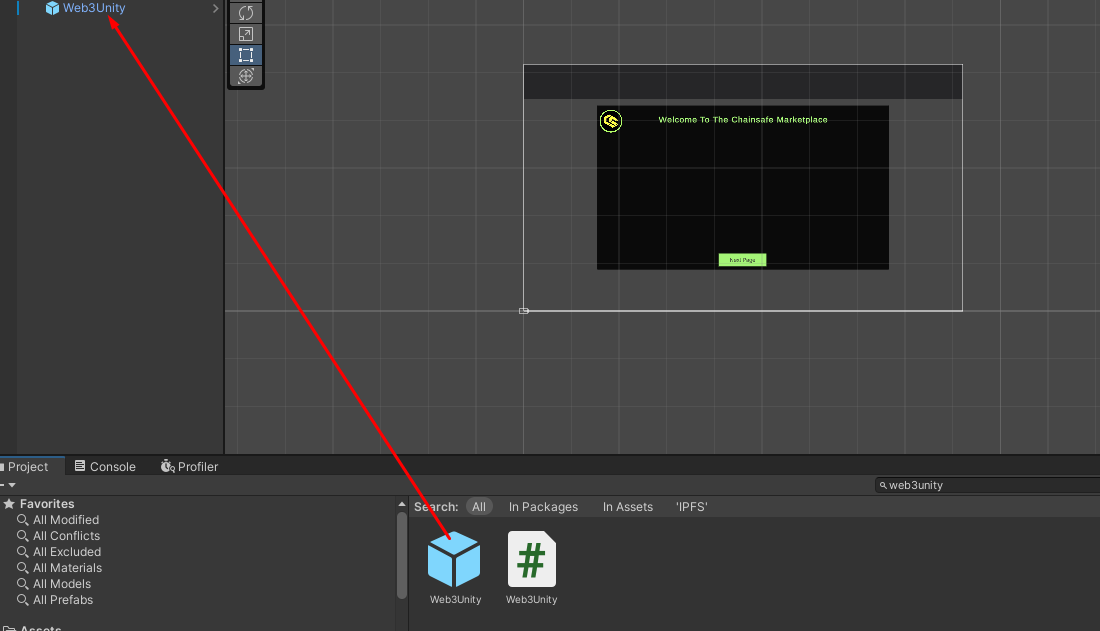 Web3Unity
Welcome To The Chainsafe Marketplace
Next Page
Project
Console
Profiler
web3unity
Favorites
All Modified
All Conflicts
All Excluded
All Materials
All Models
All Prefabs
Assets
Search:
All
In Packages
In Assets
'IPFS'
#
Web3Unity
Web3Unity